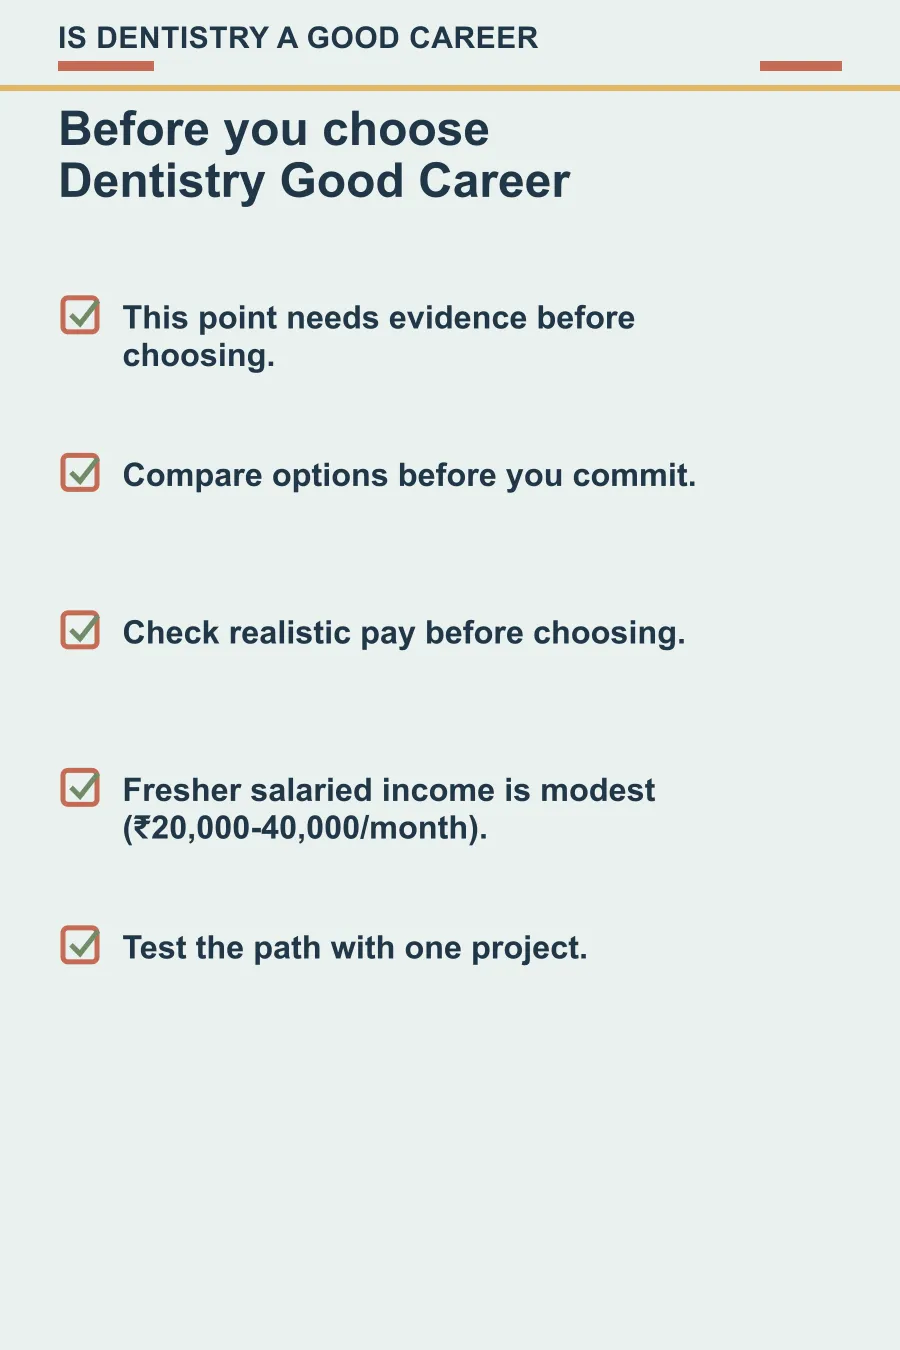 IS DENTISTRY A GOOD CAREER
Before you choose
Dentistry Good Career
This point needs evidence before
choosing.
Compare options before you commit.
Check realistic pay before choosing.
Fresher salaried income is modest
(₹20,000-40,000/month).
Test the path with one project.